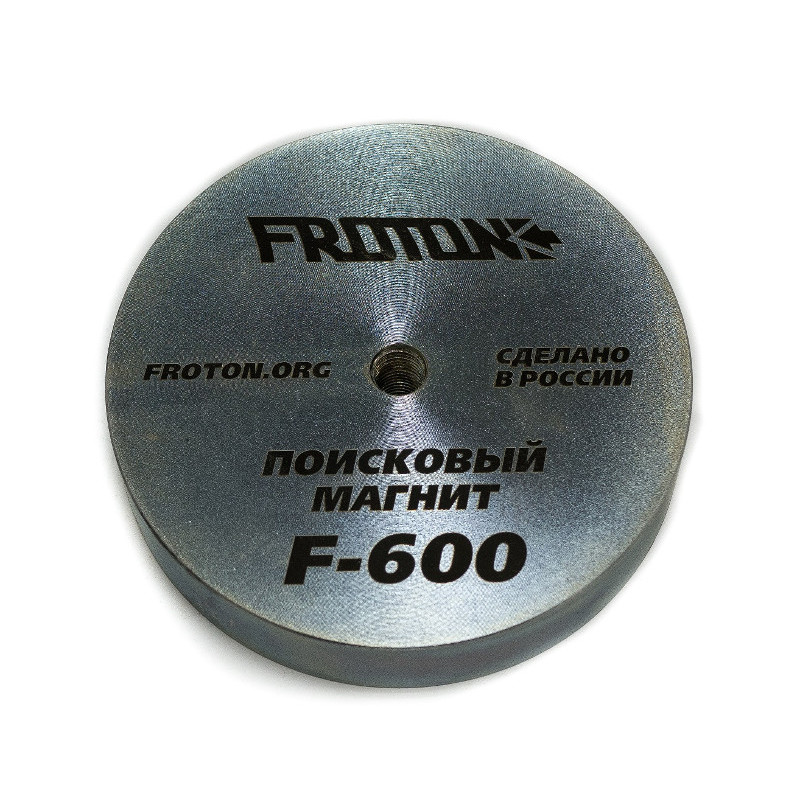 FROTON
FROTON.ORG
СДЕЛАНО
В РОССИИ
ПОИСКОВЫЙ
МАГНИТ
F-600